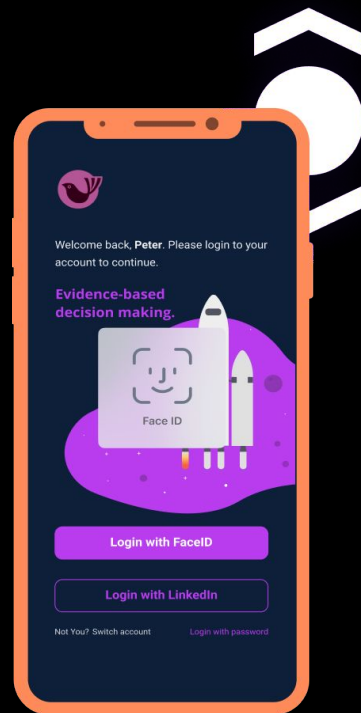 Welcome back, Peter. Please login to your
account to continue.
Evidence-based
decision making.
Face ID
Login with FaceID
Login with LinkedIn
Not You? Switch account
Login with password